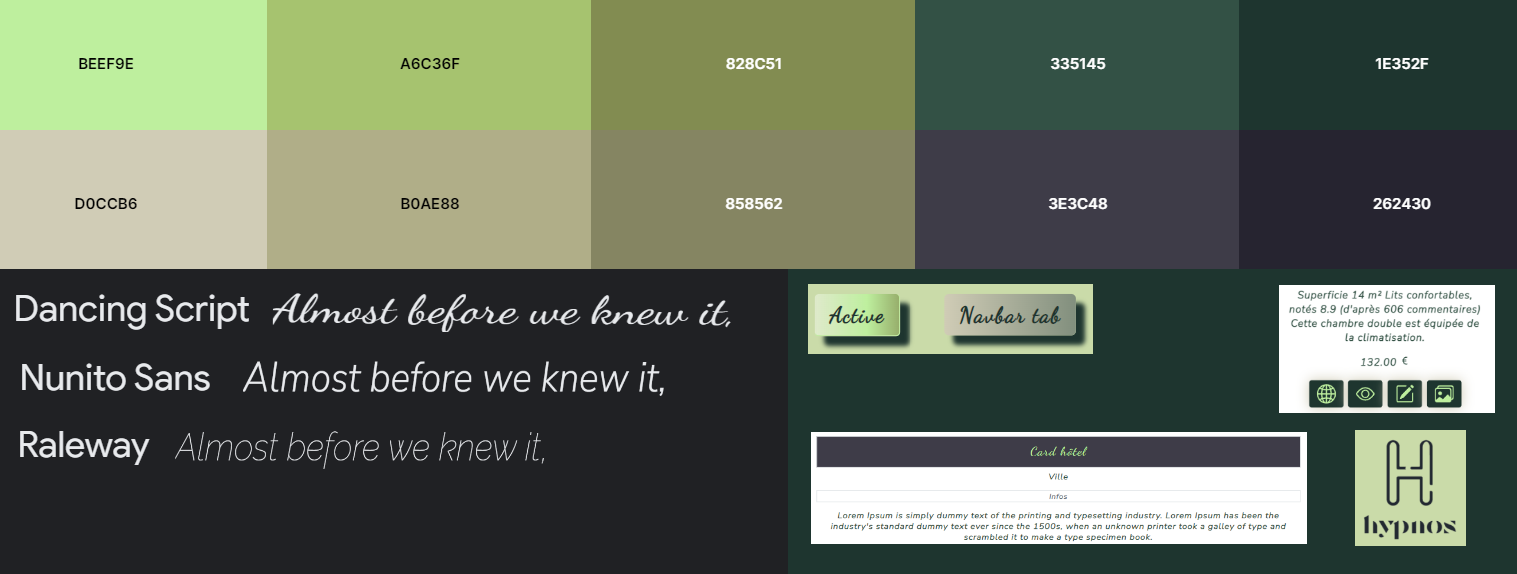 BEEF9E
A6C36F
828C51
335145
1E352F
D0CCB6
B0AE88
858562
3E3C48
262430
Dancing Script Almost before we knew it,
Nunito Sans Almost before we knew it,
Raleway Almost before we knew it,
Active
Navbar tab
Superficie 14 m² Lits confortables,
notés 8.9 (d'après 606 commentaires)
Cette chambre double est équipée de
la climatisation.
132.00 €
Card hôtel
Ville
Infos
Lorem Ipsum is simply dummy text of the printing and typesetting industry. Lorem Ipsum has been the
industry's standard dummy text ever since the 1500s, when an unknown printer took a galley of type and
scrambled it to make a type specimen book.
H
hypnos